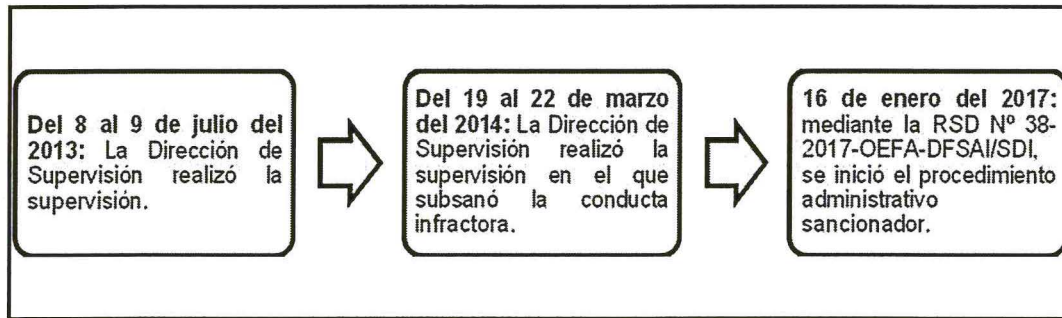 Del 8 al 9 de julio del
2013: La Dirección de
Supervisión realizó la
supervisión.
Del 19 al 22 de marzo
del 2014: La Dirección de
Supervisión realizó la
supervisión en el que
subsanó la conducta
infractora.
16 de enero del 2017:
mediante la RSD Nº 38-
2017-OEFA-DFSAI/SDI,
se inició el procedimiento
administrativo
sancionador.